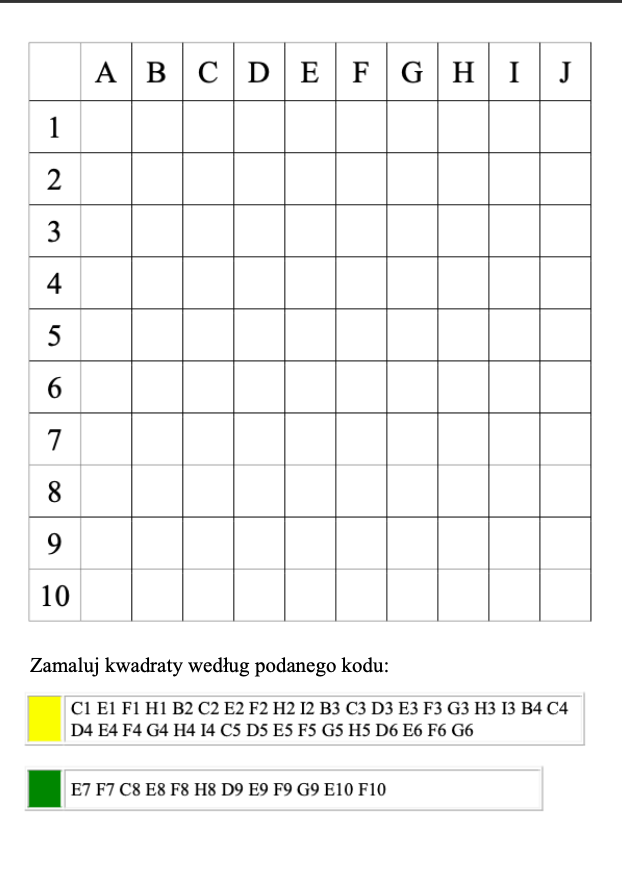 A B C D E F G H I J
1
2
3
4
5
6
7
8
9
10
Zamaluj kwadraty według podanego kodu:
C1 E1 F1 H1 B2 C2 E2 F2 H2 I2 B3 C3 D3 E3 F3 G3 H3 I3 B4 C4
D4 E4 F4 G4 H4 I4 C5 D5 E5 F5 G5 H5 D6 E6 F6 G6
E7 F7 C8 E8 F8 H8 D9 E9 F9 G9 E10 F10